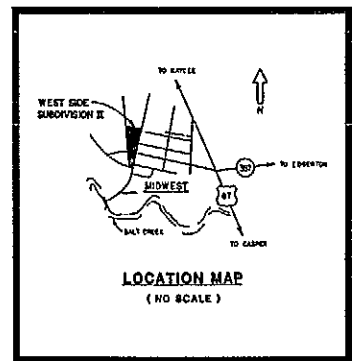 TO KAYCEE
WEST SIDE
SUBDIVISION II
N
387
TO EDGERTON
MIDWEST
87
SALT CREEK
TO CASPER
LOCATION MAP
( NO SCALE )